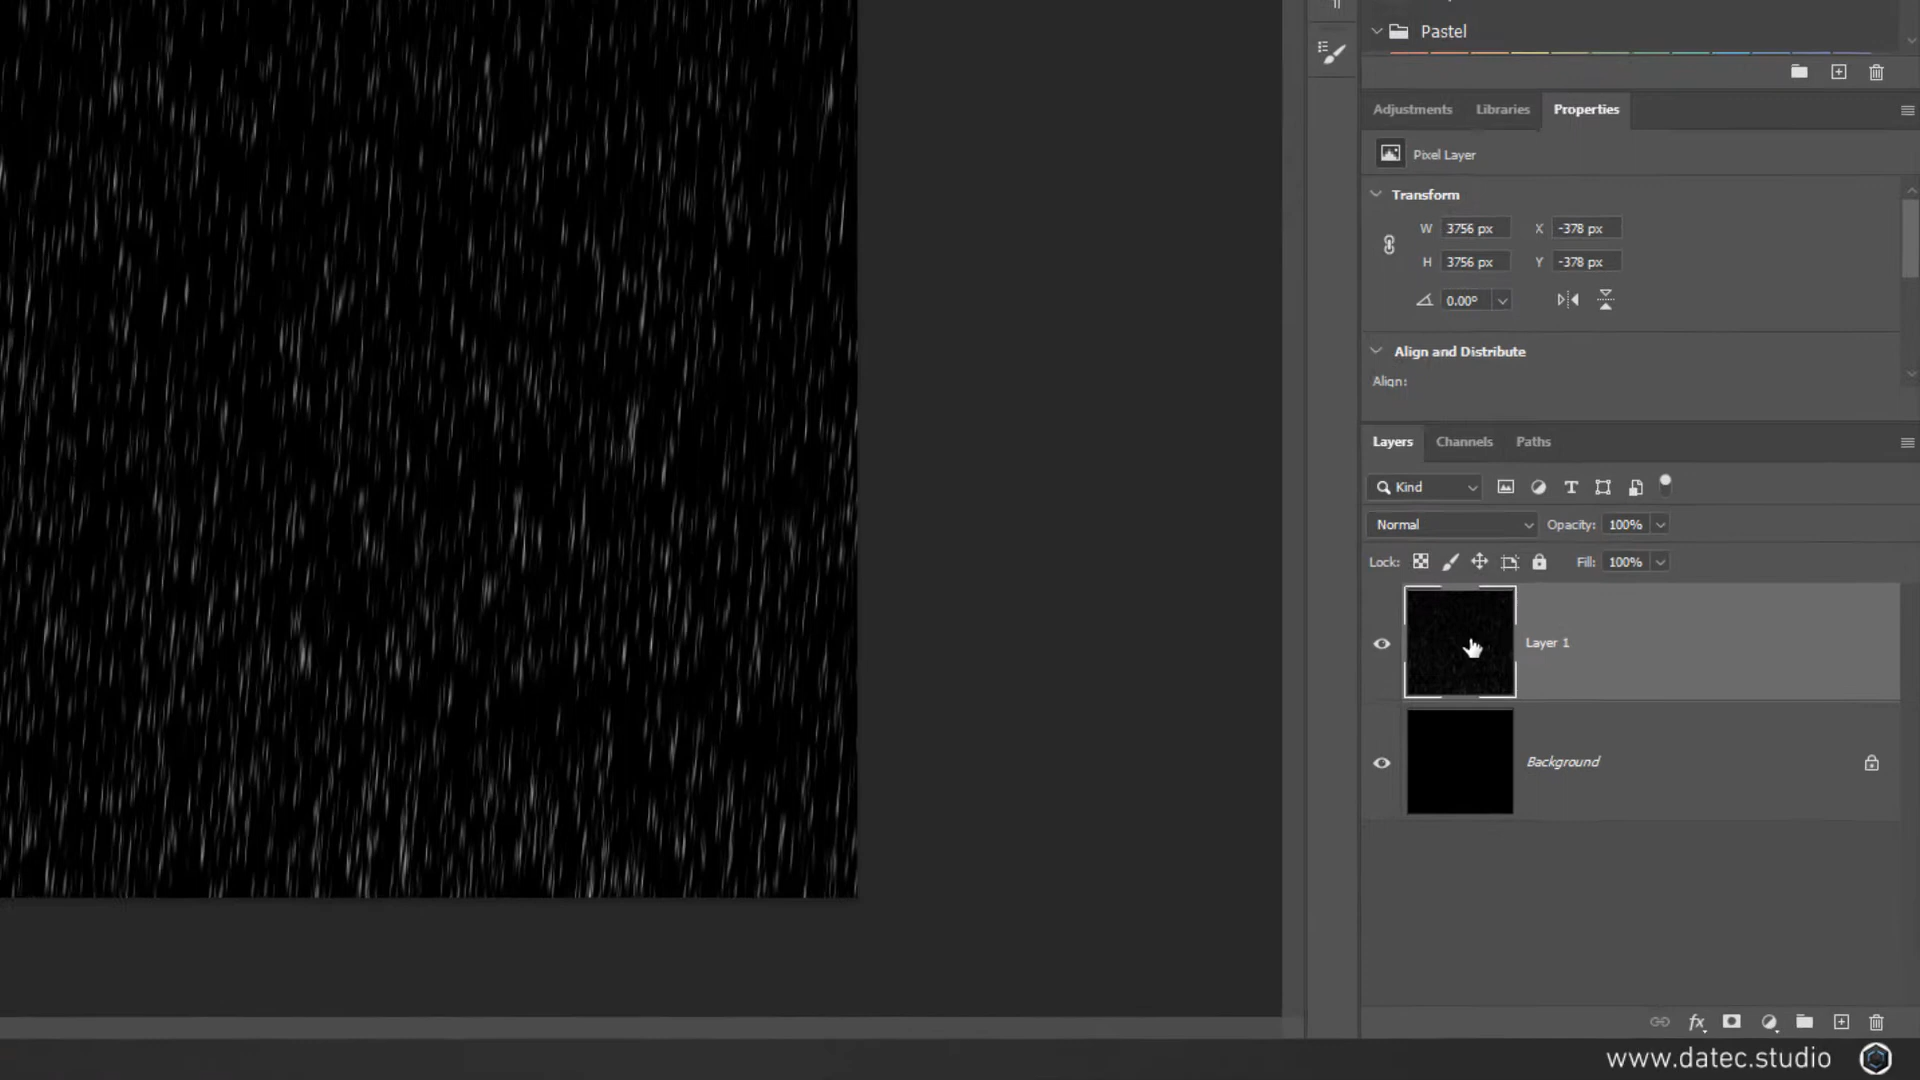 Pastel
Adjustments Libraries Properties
Pixel Layer
Transform
W 3756 px X -378 px
H 3756 px Y -378 px
0.00°
Align and Distribute
Align:
Layers Channels Paths
Kind
Normal Opacity: 100%
Lock: Fill: 100%
Layer 1
Background
fx
www.datec.studio